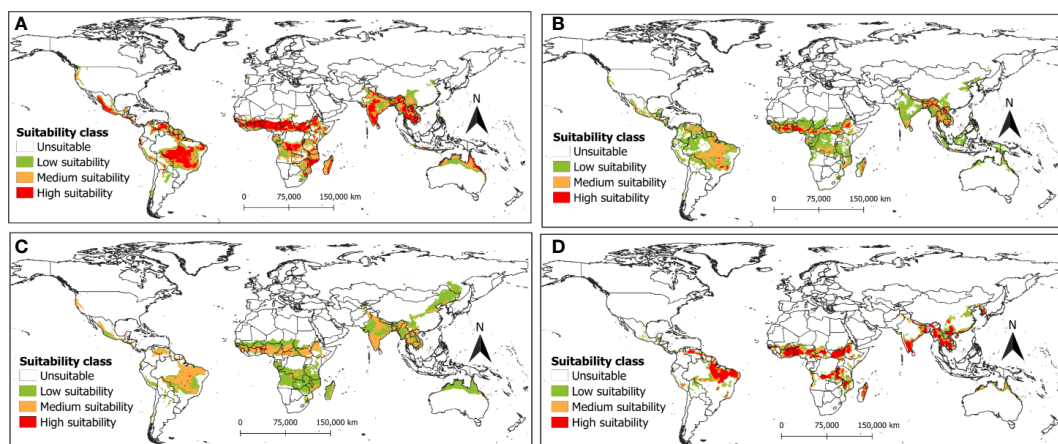 A
N
Suitability class
Unsuitable
Low suitability
Medium suitability
High suitability
0 75,000 150,000 km
B
N
Suitability class
Unsuitable
Low suitability
Medium suitability
High suitability
0 75,000 150,000 km
C
N
Suitability class
Unsuitable
Low suitability
Medium suitability
High suitability
0 75,000 150,000 km
D
N
Suitability class
Unsuitable
Low suitability
Medium suitability
High suitability
0 75,000 150,000 km